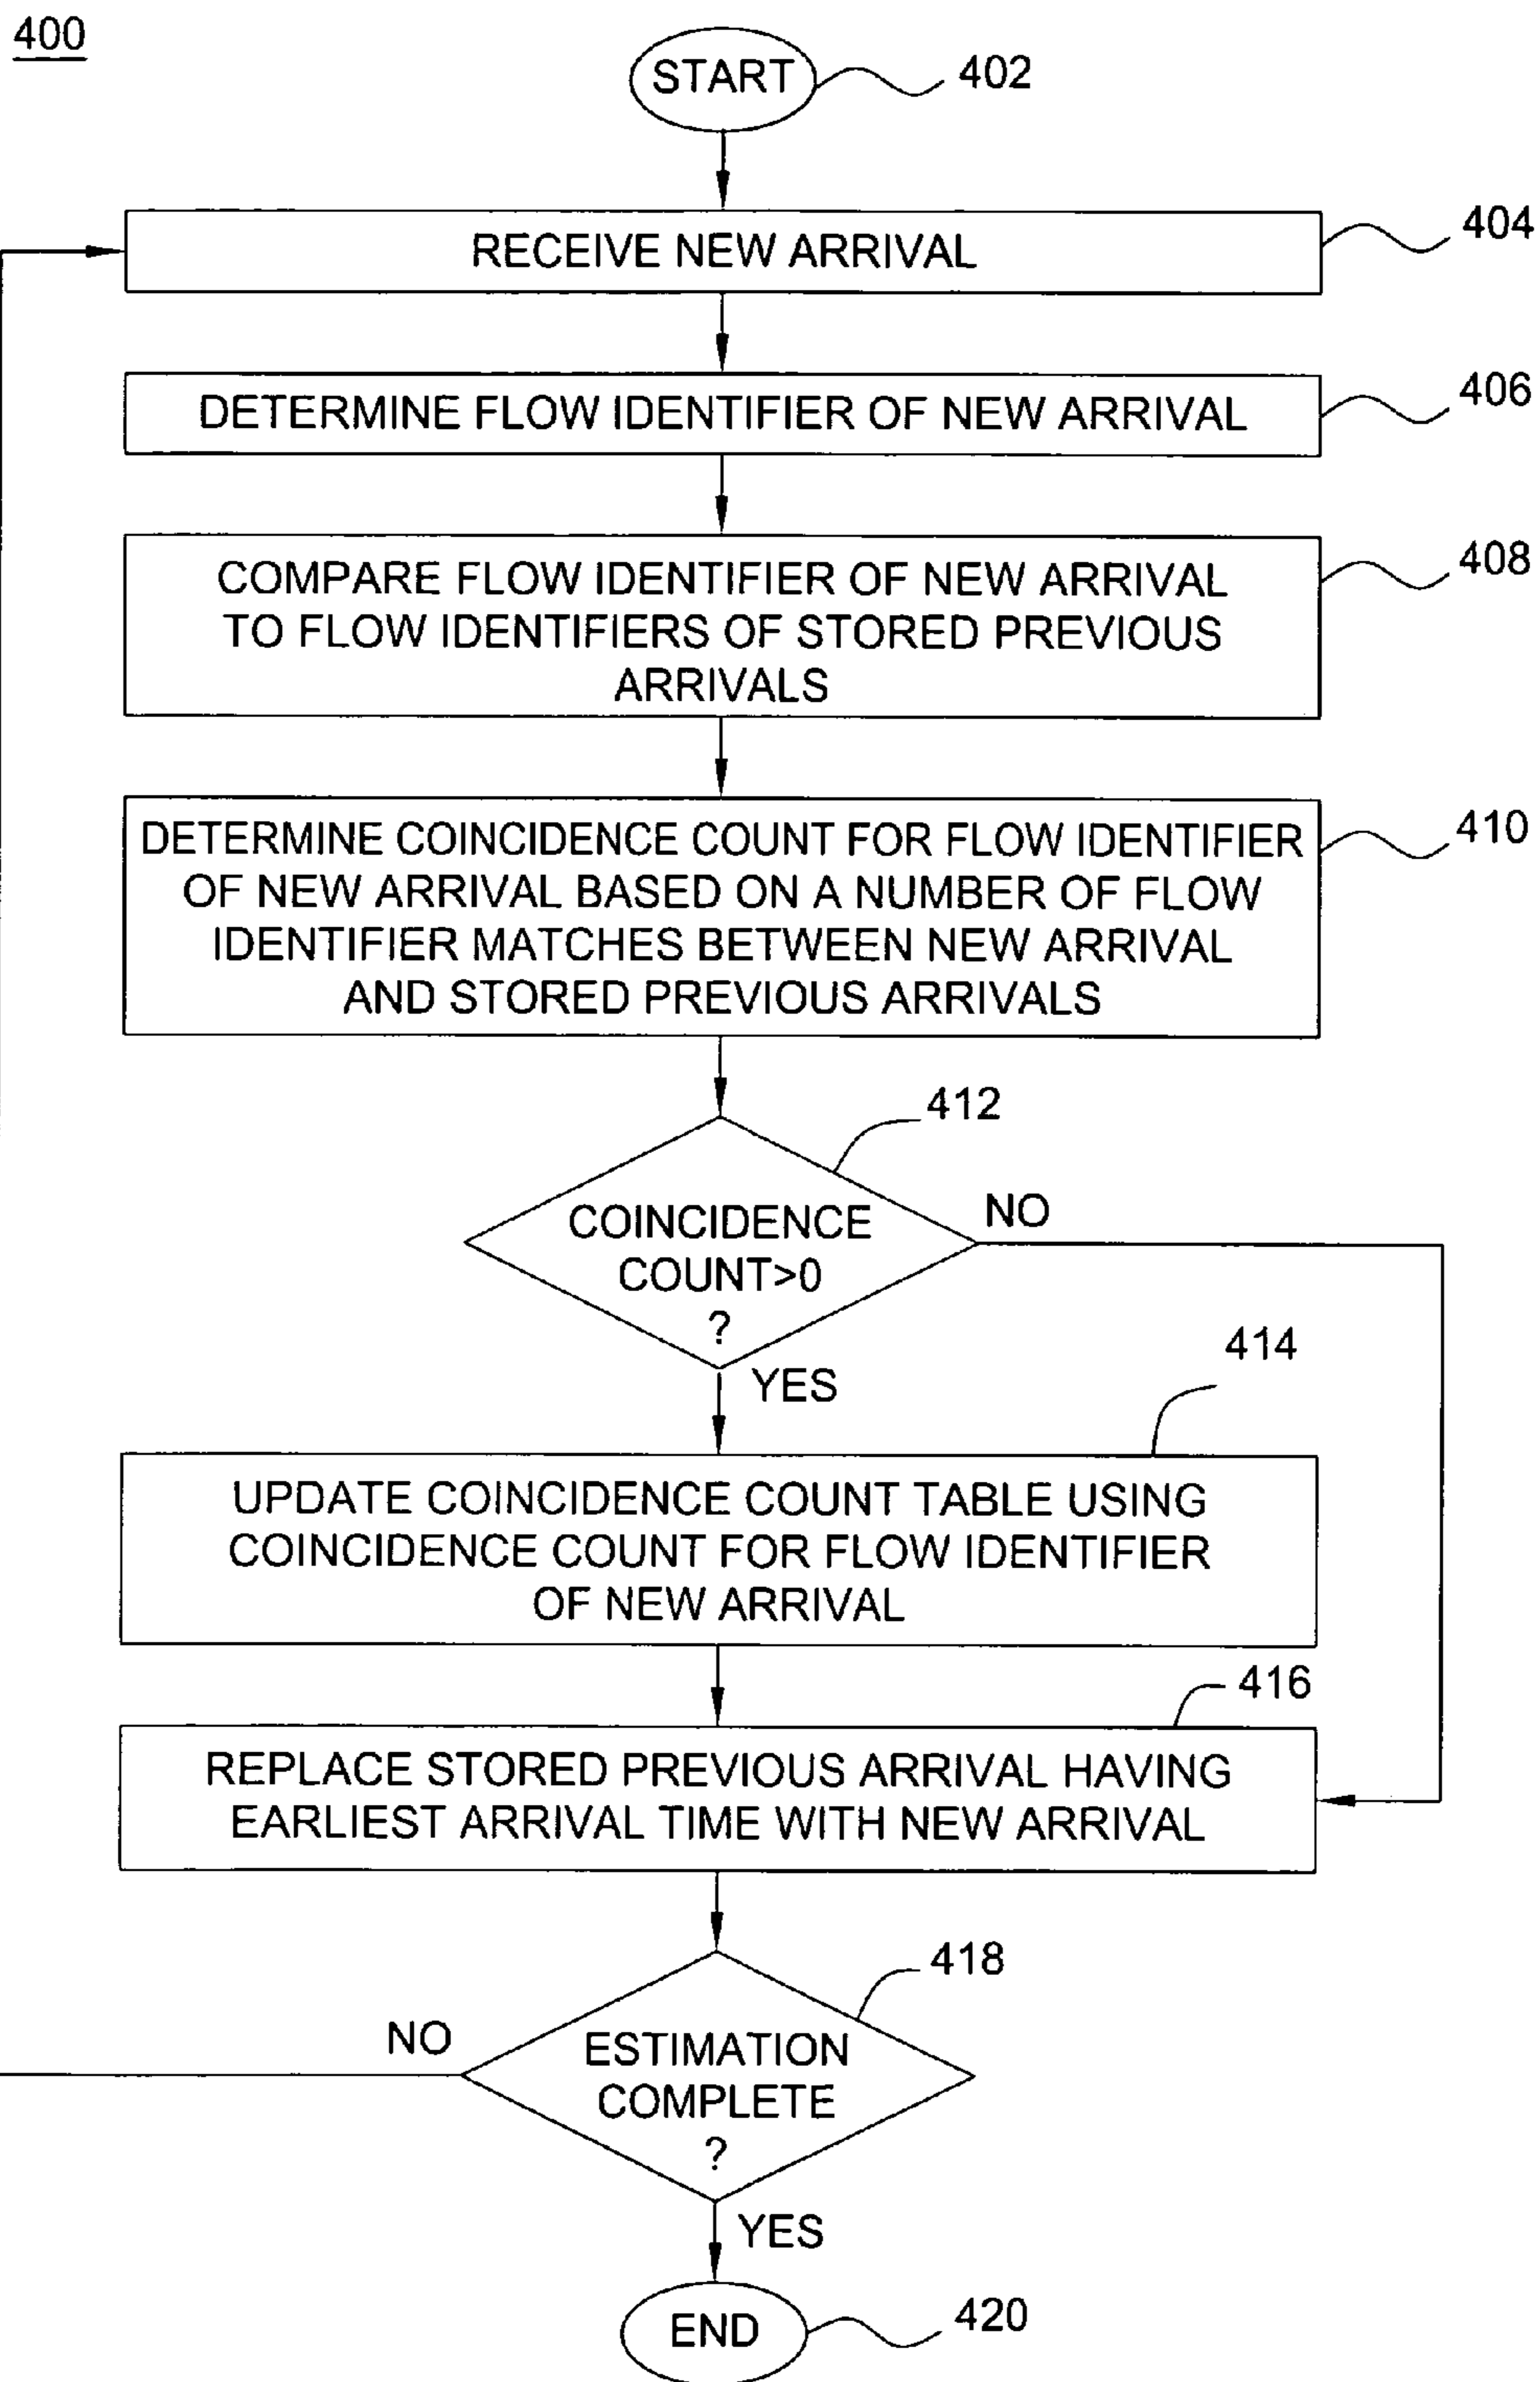 400
START
402
RECEIVE NEW ARRIVAL
404
DETERMINE FLOW IDENTIFIER OF NEW ARRIVAL
406
COMPARE FLOW IDENTIFIER OF NEW ARRIVAL
TO FLOW IDENTIFIERS OF STORED PREVIOUS
ARRIVALS
408
DETERMINE COINCIDENCE COUNT FOR FLOW IDENTIFIER
OF NEW ARRIVAL BASED ON A NUMBER OF FLOW
IDENTIFIER MATCHES BETWEEN NEW ARRIVAL
AND STORED PREVIOUS ARRIVALS
410
412
COINCIDENCE
COUNT>0
?
NO
YES
414
UPDATE COINCIDENCE COUNT TABLE USING
COINCIDENCE COUNT FOR FLOW IDENTIFIER
OF NEW ARRIVAL
416
REPLACE STORED PREVIOUS ARRIVAL HAVING
EARLIEST ARRIVAL TIME WITH NEW ARRIVAL
418
NO
ESTIMATION
COMPLETE
?
YES
END
420